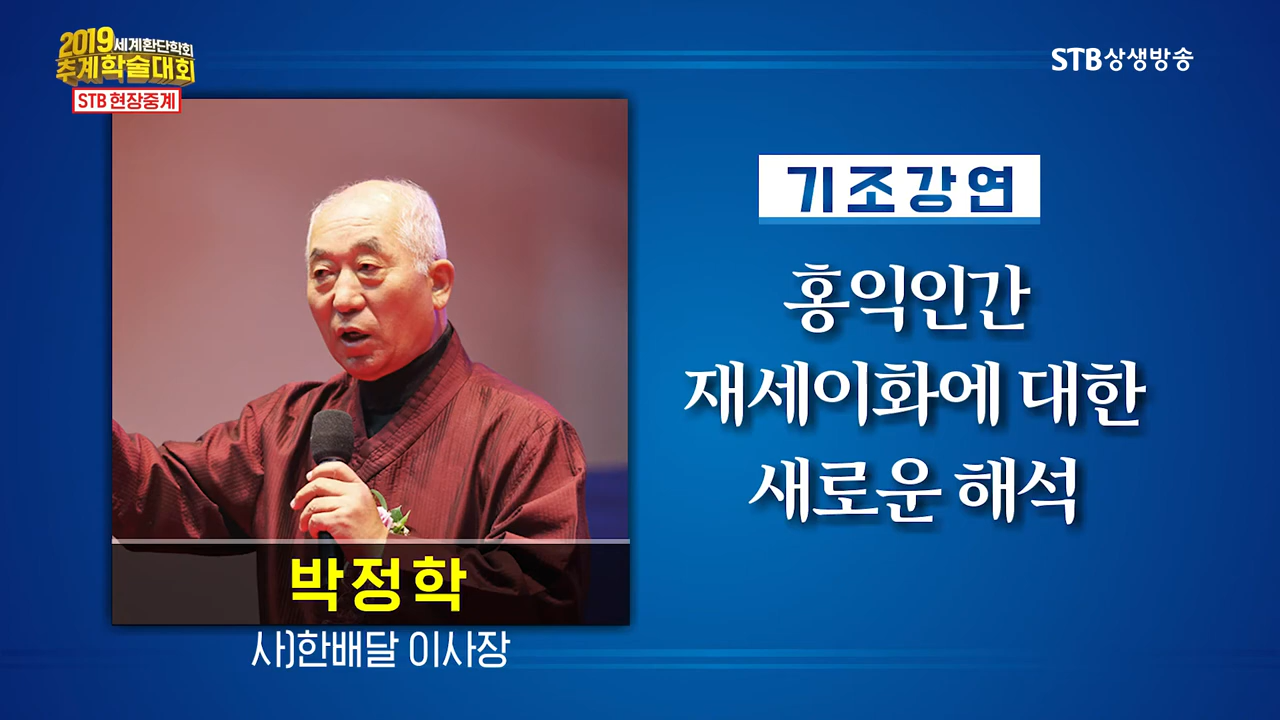 2019 세계환단학회
추계학술대회
STB 현장중계
STB상생방송
기조강연
홍익인간
재세이화에 대한
새로운 해석
박정학
사)한배달 이사장